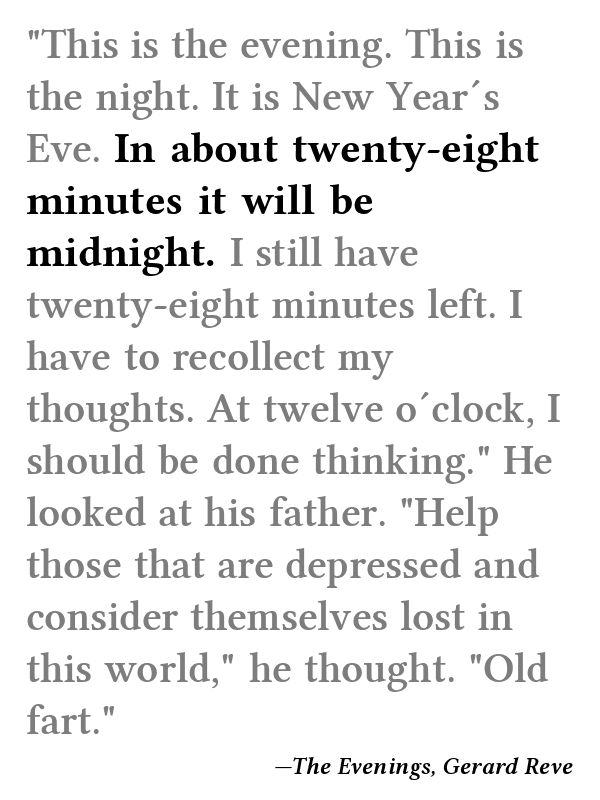 "This is the evening. This is
the night. It is New Year´s
Eve. In about twenty-eight
minutes it will be
midnight. I still have
twenty-eight minutes left. I
have to recollect my
thoughts. At twelve o´clock, I
should be done thinking." He
looked at his father. "Help
those that are depressed and
consider themselves lost in
this world," he thought. "Old
fart."
—The Evenings, Gerard Reve